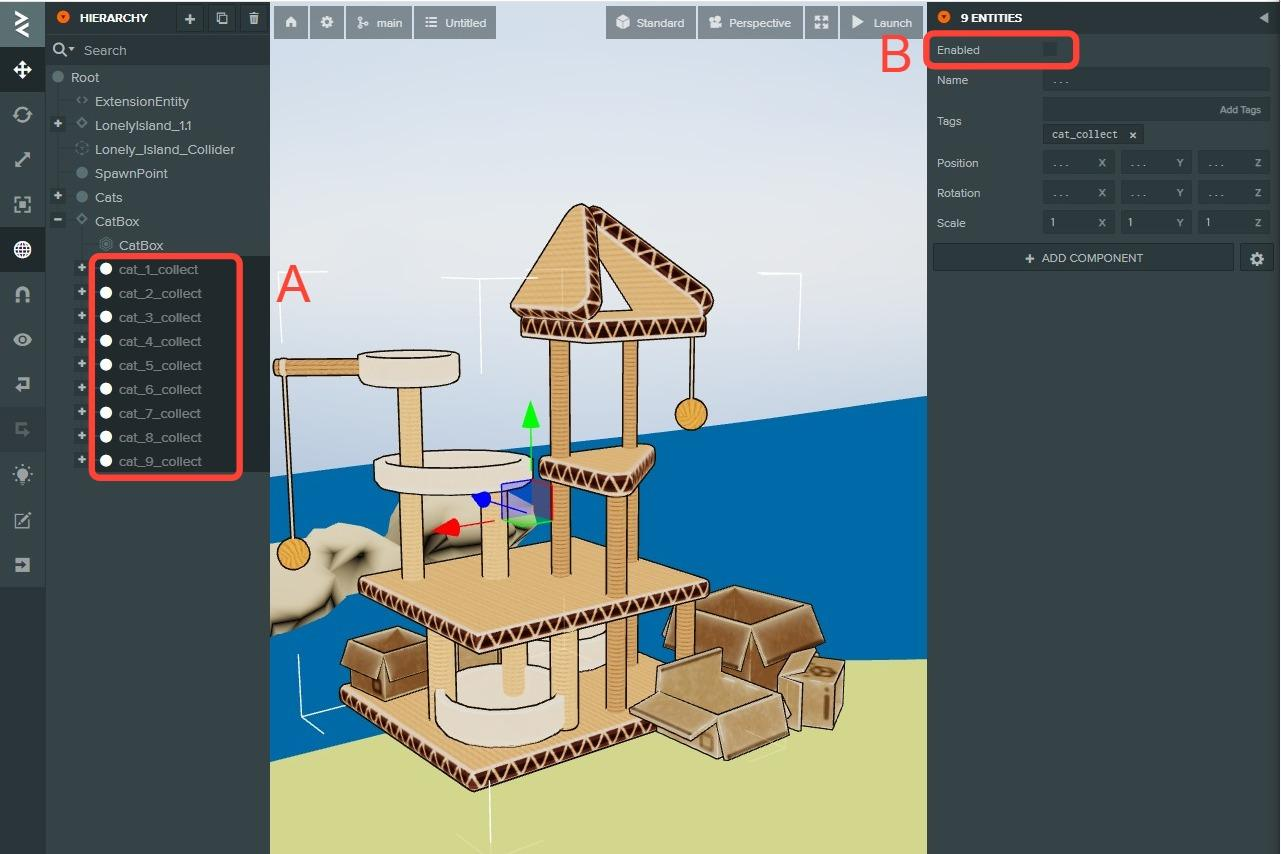 HIERARCHY
main
Untitled
Standard
Perspective
Launch
9 ENTITIES
Search
B
Enabled
Root
Name
...
ExtensionEntity
Add Tags
LonelyIsland_1.1
Tags
cat_collect ×
Lonely_Island_Collider
Position
... X ... Y ... Z
SpawnPoint
Rotation
... X ... Y ... Z
Cats
Scale
1 X 1 Y 1 Z
CatBox
CatBox
ADD COMPONENT
A
cat_1_collect
cat_2_collect
cat_3_collect
cat_4_collect
cat_5_collect
cat_6_collect
cat_7_collect
cat_8_collect
cat_9_collect